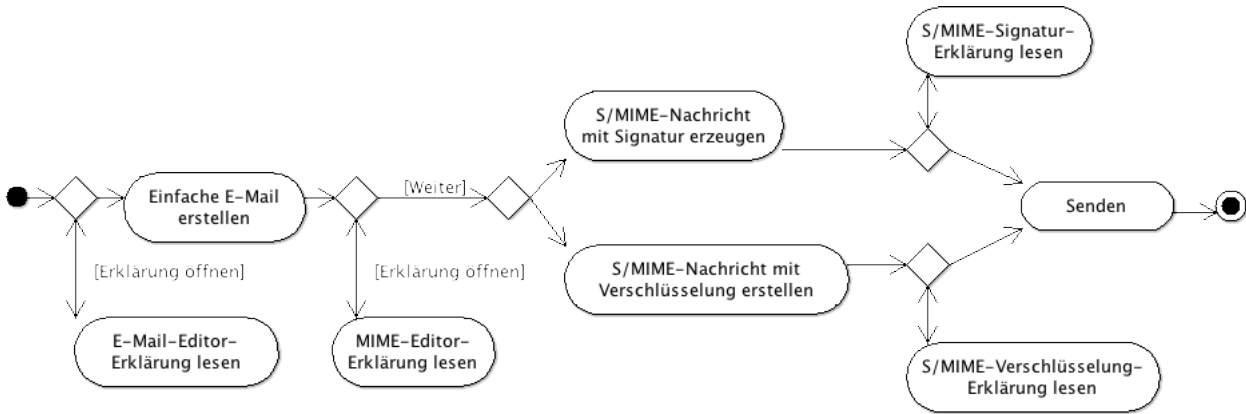 S/MIME-Signatur-
Erklärung lesen
S/MIME-Nachricht
mit Signatur erzeugen
[Weiter]
Einfache E-Mail
erstellen
Senden
[Erklärung öffnen]
[Erklärung öffnen]
S/MIME-Nachricht mit
Verschlüsselung erstellen
E-Mail-Editor-
Erklärung lesen
MIME-Editor-
Erklärung lesen
S/MIME-Verschlüsselung-
Erklärung lesen